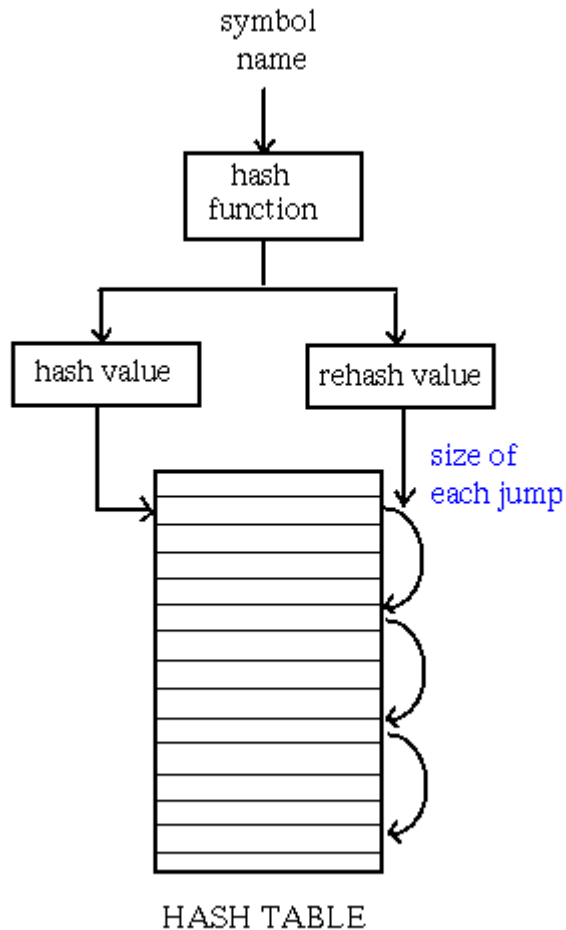 symbol
name
hash
function
hash value
rehash value
size of
each jump
HASH TABLE